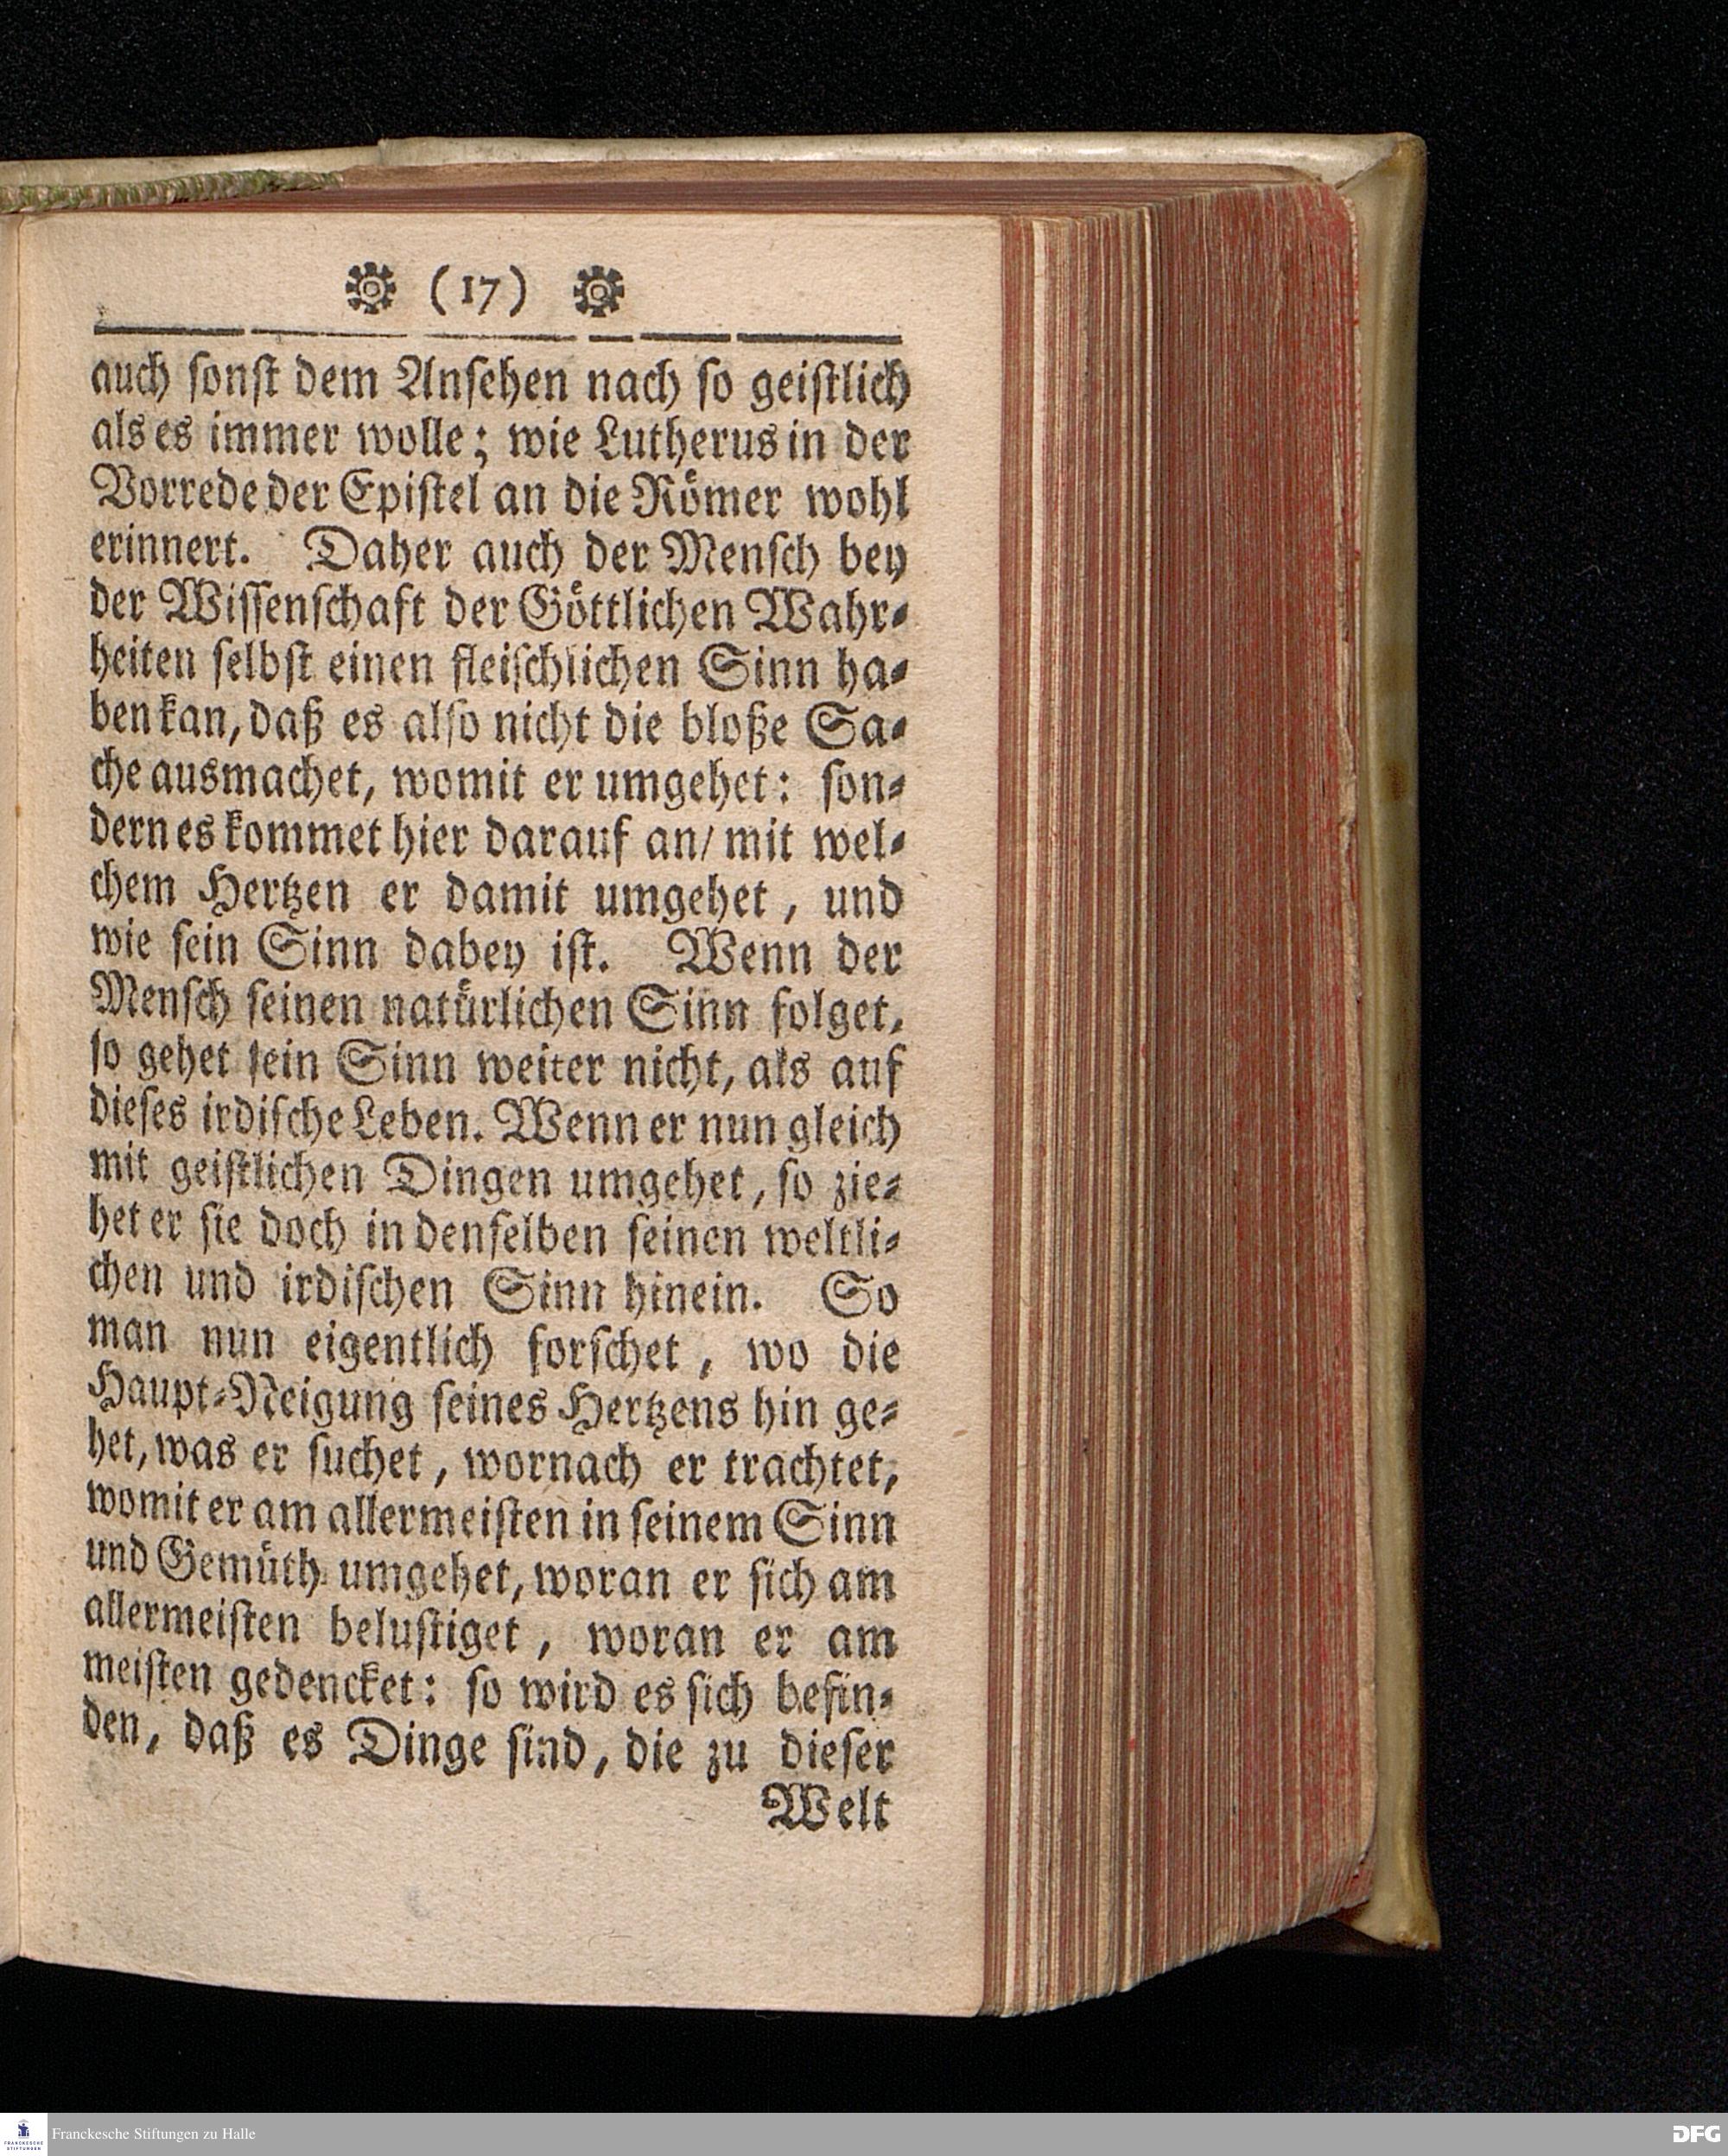 (17)
auch sonst dem Ansehen nach so geistlich
als es immer wolle; wie Lutherus in der
Vorrede der Epistel an die Römer wohl
erinnert. Daher auch der Mensch bey
der Wissenschaft der Göttlichen Wahr-
heiten selbst einen fleischlichen Sinn ha-
ben kan, daß es also nicht die bloße Sa-
che ausmachet, womit er umgehet: son-
dern es kommet hier darauf an/ mit wel-
chem Hertzen er damit umgehet, und
wie sein Sinn dabey ist. Wenn der
Mensch seinen natürlichen Sinn folget,
so gehet sein Sinn weiter nicht, als auf
dieses irdische Leben. Wenn er nun gleich
mit geistlichen Dingen umgehet, so zie-
het er sie doch in denselben seinen weltli-
chen und irdischen Sinn hinein. So
man nun eigentlich forschet, wo die
Haupt-Neigung seines Hertzens hin ge-
het, was er suchet, wornach er trachtet,
womit er am allermeisten in seinem Sinn
und Gemüth umgehet, woran er sich am
allermeisten belustiget, woran er am
meisten gedencket: so wird es sich befin-
den, daß es Dinge sind, die zu dieser
Welt
FRANCKESCHE
STIFTUNGEN
Franckesche Stiftungen zu Halle
DFG